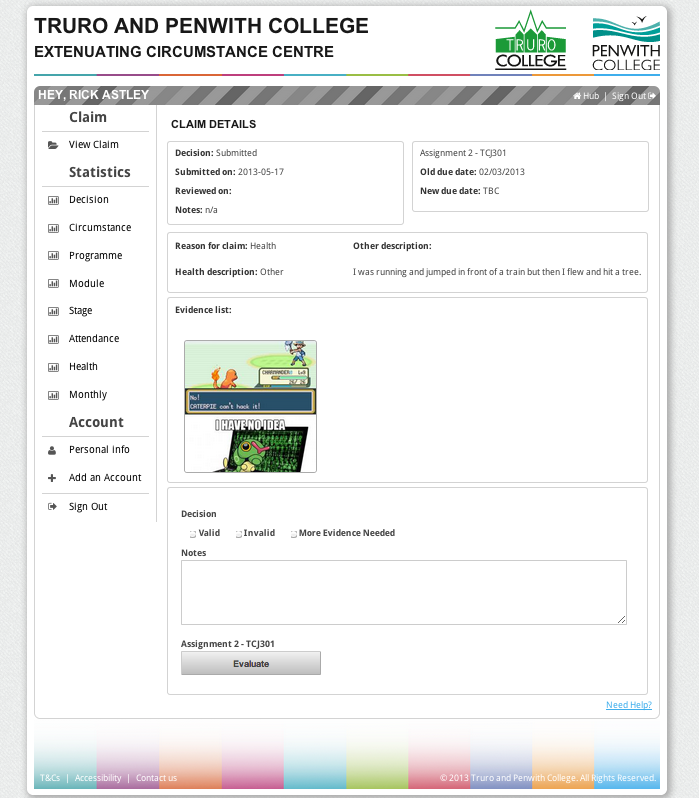 TRURO AND PENWITH COLLEGE
EXTENUATING CIRCUMSTANCE CENTRE
TRURO
COLLEGE
PENWITH
COLLEGE
HEY, RICK ASTLEY
Hub | Sign Out
Claim
View Claim
Statistics
Decision
Circumstance
Programme
Module
Stage
Attendance
Health
Monthly
Account
Personal info
Add an Account
Sign Out
CLAIM DETAILS
Decision: Submitted
Submitted on: 2013-05-17
Reviewed on:
Notes: n/a
Assignment 2 - TCJ301
Old due date: 02/03/2013
New due date: TBC
Reason for claim: Health
Other description:
Health description: Other
I was running and jumped in front of a train but then I flew and hit a tree.
Evidence list:
CHARMANDER Lv9
26/ 26
No!
CATERPIE can't hack it!
I HAVE NO IDEA
Decision
Valid Invalid More Evidence Needed
Notes
Assignment 2 - TCJ301
Evaluate
Need Help?
T&Cs | Accessibility | Contact us
© 2013 Truro and Penwith College. All Rights Reserved.